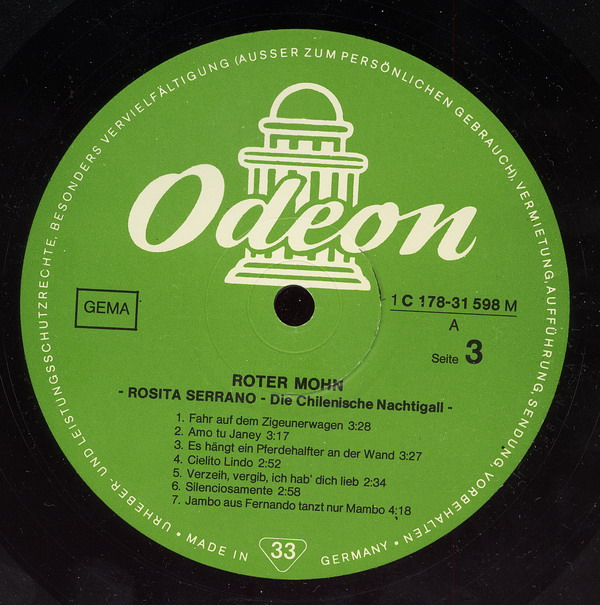 URHEBER- UND LEISTUNGSSCHUTZRECHTE, BESONDERS VERVIELFÄLTIGUNG (AUSSER ZUM PERSÖNLICHEN GEBRAUCH), VERMIETUNG, AUFFÜHRUNG, SENDUNG, VORBEHALTEN •
Odeon
GEMA
1 C 178-31 598 M
A
Seite 3
ROTER MOHN
- ROSITA SERRANO - Die Chilenische Nachtigall -
1. Fahr auf dem Zigeunerwagen 3:28
2. Amo tu Janey 3:17
3. Es hängt ein Pferdehalfter an der Wand 3:27
4. Cielito Lindo 2:52
5. Verzeih, vergib, ich hab' dich lieb 2:34
6. Silenciosamente 2:58
7. Jambo aus Fernando tanzt nur Mambo 4:18
• MADE IN GERMANY •
33